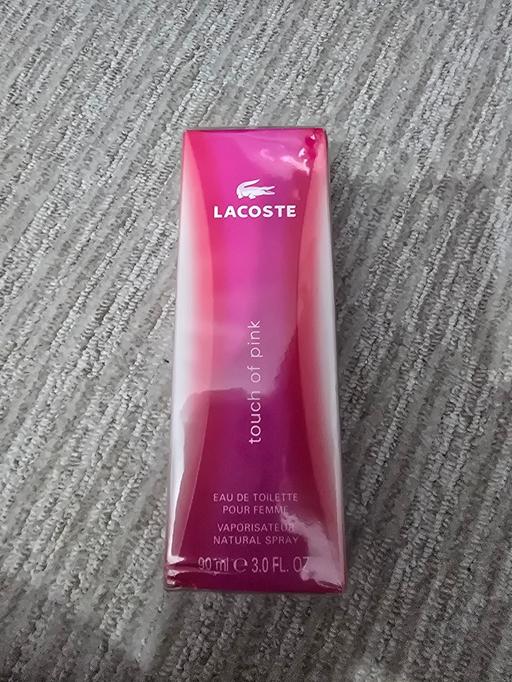 LACOSTE
touch of pink
EAU DE TOILETTE
POUR FEMME
VAPORISATEUR
NATURAL SPRAY
90 ml ℮ 3.0 FL. OZ